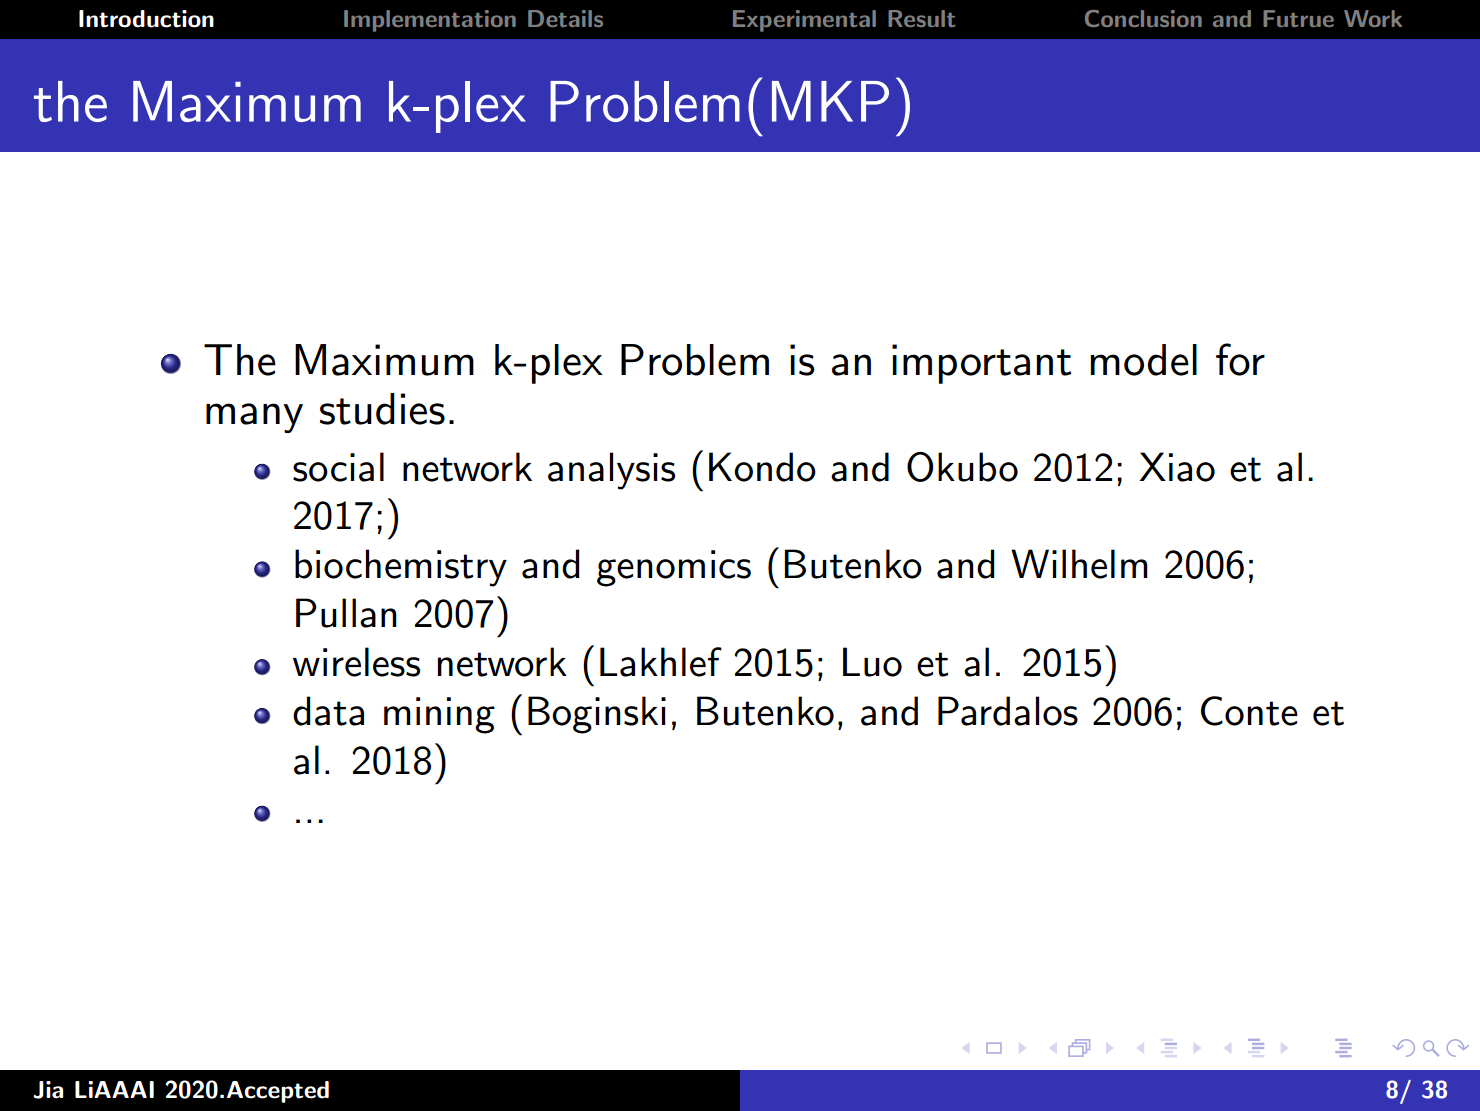 Introduction Implementation Details Experimental Result Conclusion and Futrue Work
the Maximum k-plex Problem(MKP)
The Maximum k-plex Problem is an important model for
many studies.
social network analysis (Kondo and Okubo 2012; Xiao et al.
2017;)
biochemistry and genomics (Butenko and Wilhelm 2006;
Pullan 2007)
wireless network (Lakhlef 2015; Luo et al. 2015)
data mining (Boginski, Butenko, and Pardalos 2006; Conte et
al. 2018)
...
Jia LiAAAI 2020.Accepted 8/ 38